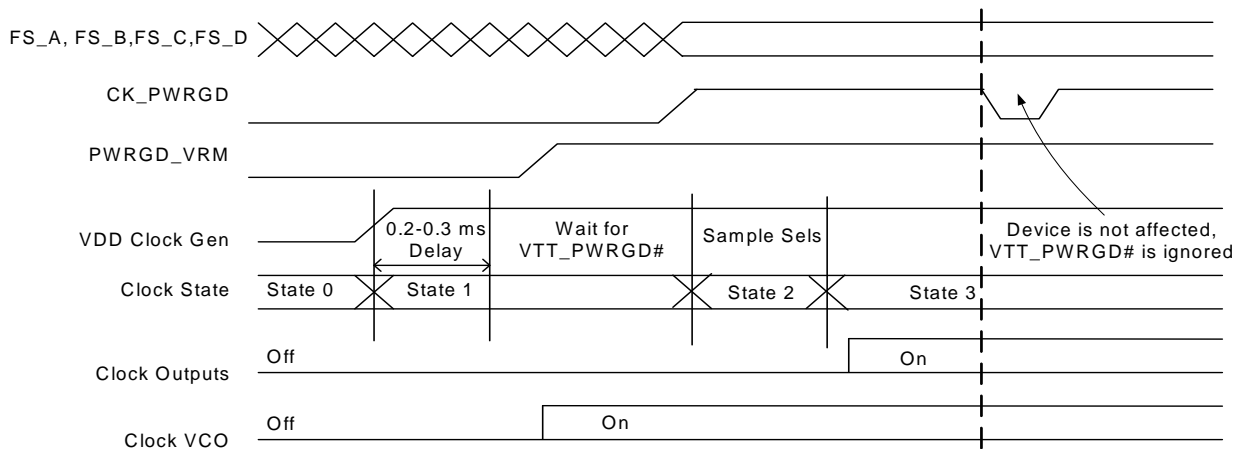 FS_A, FS_B,FS_C,FS_D
CK_PWRGD
PWRGD_VRM
VDD Clock Gen
0.2-0.3 ms
Delay
Wait for
VTT_PWRGD#
Sample Sels
Device is not affected,
VTT_PWRGD# is ignored
Clock State
State 0
State 1
State 2
State 3
Clock Outputs
Off
On
Clock VCO
Off
On